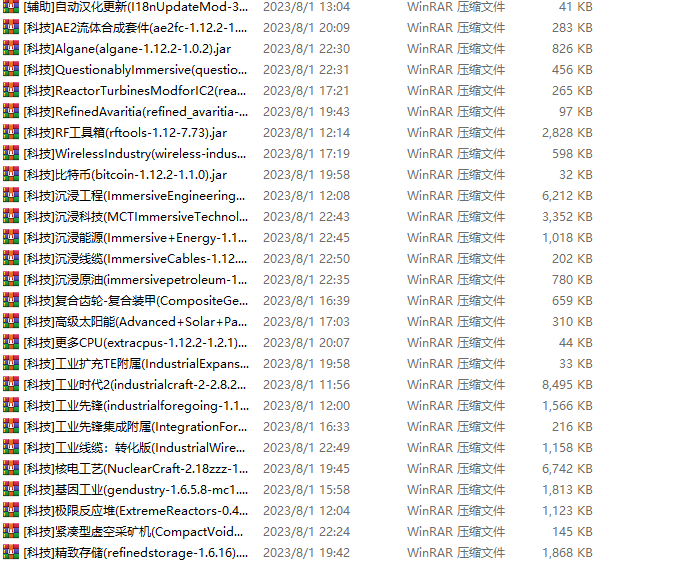 [辅助]自动汉化更新(I18nUpdateMod-3... 2023/8/1 13:04 WinRAR 压缩文件 41 KB
[科技]AE2流体合成套件(ae2fc-1.12.2-1... 2023/8/1 20:09 WinRAR 压缩文件 283 KB
[科技]Algane(algane-1.12.2-1.0.2).jar 2023/8/1 22:30 WinRAR 压缩文件 826 KB
[科技]QuestionablyImmersive(questio... 2023/8/1 22:31 WinRAR 压缩文件 456 KB
[科技]ReactorTurbinesModforIC2(rea... 2023/8/1 17:21 WinRAR 压缩文件 265 KB
[科技]RefinedAvaritia(refined_avaritia-... 2023/8/1 19:43 WinRAR 压缩文件 97 KB
[科技]RF工具箱(rftools-1.12-7.73).jar 2023/8/1 12:14 WinRAR 压缩文件 2,828 KB
[科技]WirelessIndustry(wireless-indus... 2023/8/1 17:19 WinRAR 压缩文件 598 KB
[科技]比特币(bitcoin-1.12.2-1.1.0).jar 2023/8/1 19:58 WinRAR 压缩文件 32 KB
[科技]沉浸工程(ImmersiveEngineering... 2023/8/1 12:08 WinRAR 压缩文件 6,212 KB
[科技]沉浸科技(MCTImmersiveTechnol... 2023/8/1 22:43 WinRAR 压缩文件 3,352 KB
[科技]沉浸能源(Immersive+Energy-1.1... 2023/8/1 22:45 WinRAR 压缩文件 1,018 KB
[科技]沉浸线缆(ImmersiveCables-1.12... 2023/8/1 22:50 WinRAR 压缩文件 202 KB
[科技]沉浸原油(immersivepetroleum-1... 2023/8/1 22:35 WinRAR 压缩文件 780 KB
[科技]复合齿轮-复合装甲(CompositeGe... 2023/8/1 16:39 WinRAR 压缩文件 659 KB
[科技]高级太阳能(Advanced+Solar+Pa... 2023/8/1 17:03 WinRAR 压缩文件 310 KB
[科技]更多CPU(extracpus-1.12.2-1.2.1)... 2023/8/1 20:07 WinRAR 压缩文件 44 KB
[科技]工业扩充TE附属(IndustrialExpans... 2023/8/1 19:58 WinRAR 压缩文件 33 KB
[科技]工业时代2(industrialcraft-2-2.8.2... 2023/8/1 11:56 WinRAR 压缩文件 8,495 KB
[科技]工业先锋(industrialforegoing-1.1... 2023/8/1 12:00 WinRAR 压缩文件 1,566 KB
[科技]工业先锋集成附属(IntegrationFor... 2023/8/1 16:33 WinRAR 压缩文件 216 KB
[科技]工业线缆：转化版(IndustrialWire... 2023/8/1 22:49 WinRAR 压缩文件 1,158 KB
[科技]核电工艺(NuclearCraft-2.18zzz-1... 2023/8/1 19:45 WinRAR 压缩文件 6,742 KB
[科技]基因工业(gendustry-1.6.5.8-mc1.... 2023/8/1 15:58 WinRAR 压缩文件 1,813 KB
[科技]极限反应堆(ExtremeReactors-0.4... 2023/8/1 12:04 WinRAR 压缩文件 1,123 KB
[科技]紧凑型虚空采矿机(CompactVoid... 2023/8/1 22:24 WinRAR 压缩文件 145 KB
[科技]精致存储(refinedstorage-1.6.16).... 2023/8/1 19:42 WinRAR 压缩文件 1,868 KB